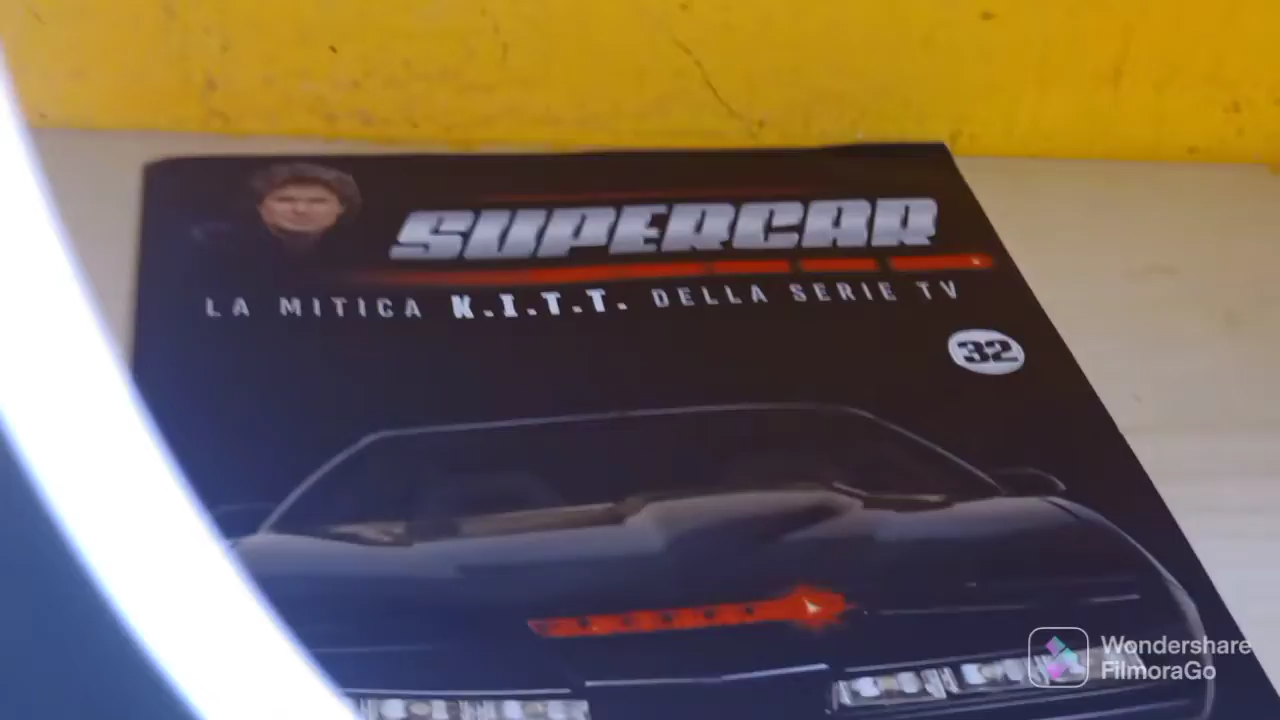 SUPERCAR
LA MITICA K.I.T.T. DELLA SERIE TV
32
Wondershare
FilmoraGo